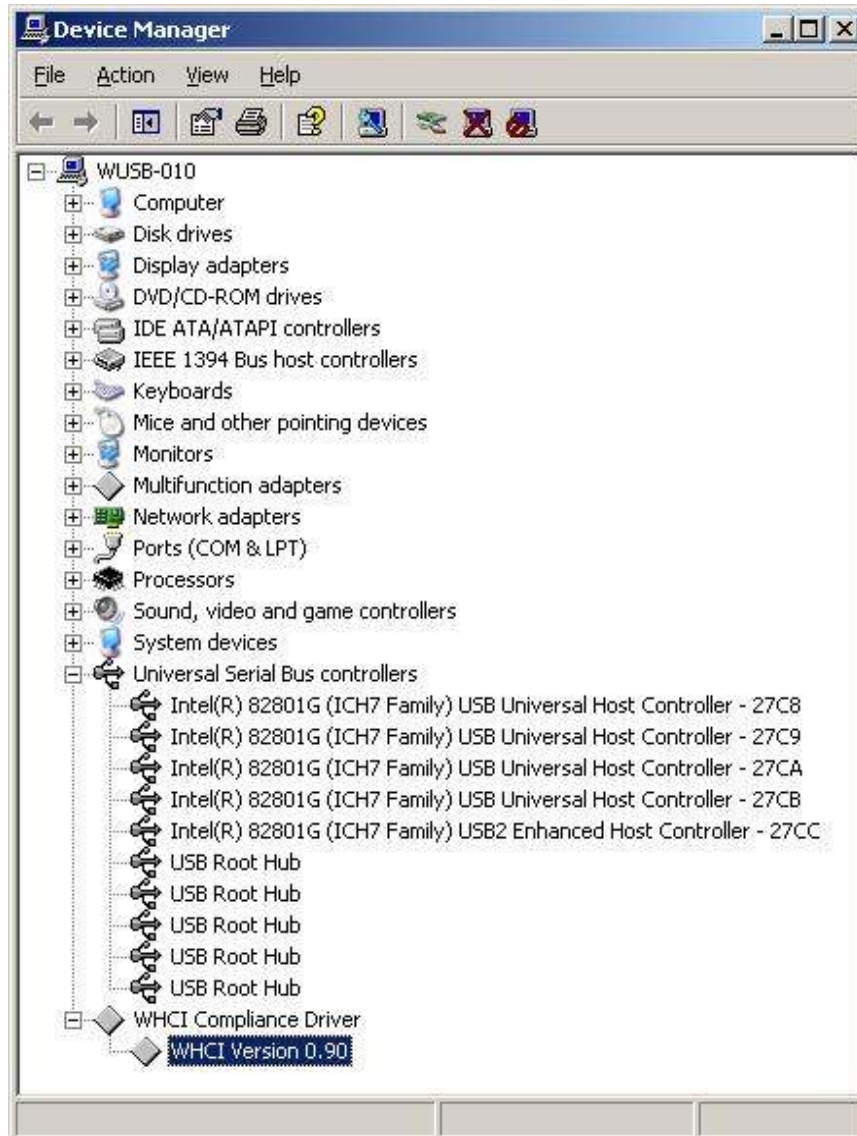 Device Manager
File Action View Help
WUSB-010
Computer
Disk drives
Display adapters
DVD/CD-ROM drives
IDE ATA/ATAPI controllers
IEEE 1394 Bus host controllers
Keyboards
Mice and other pointing devices
Monitors
Multifunction adapters
Network adapters
Ports (COM & LPT)
Processors
Sound, video and game controllers
System devices
Universal Serial Bus controllers
Intel(R) 82801G (ICH7 Family) USB Universal Host Controller - 27C8
Intel(R) 82801G (ICH7 Family) USB Universal Host Controller - 27C9
Intel(R) 82801G (ICH7 Family) USB Universal Host Controller - 27CA
Intel(R) 82801G (ICH7 Family) USB Universal Host Controller - 27CB
Intel(R) 82801G (ICH7 Family) USB2 Enhanced Host Controller - 27CC
USB Root Hub
USB Root Hub
USB Root Hub
USB Root Hub
USB Root Hub
WHCI Compliance Driver
WHCI Version 0.90